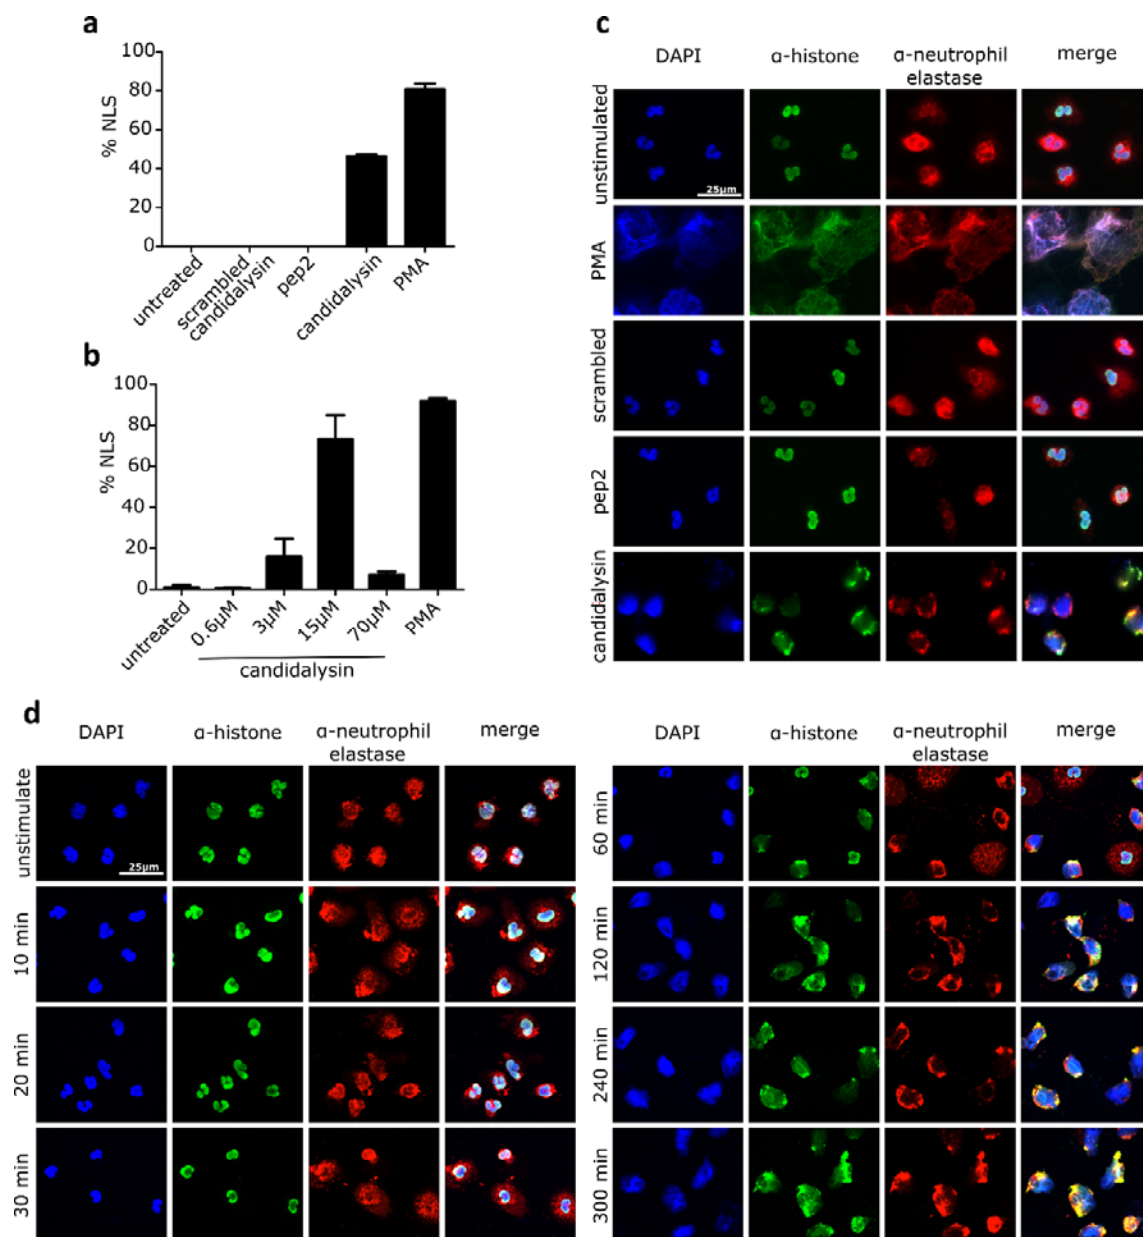 a
100
80
60
40
20
0
% NLS
untreated
scrambled
candidalysin
pep2
candidalysin
PMA
b
100
80
60
40
20
0
% NLS
untreated
0.6µM
3µM
15µM
70µM
PMA
candidalysin
c
DAPI
α-histone
α-neutrophil
elastase
merge
unstimulated
25µm
PMA
scrambled
pep2
candidalysin
d
DAPI
α-histone
α-neutrophil
elastase
merge
unstimulate
25µm
10 min
20 min
30 min
DAPI
α-histone
α-neutrophil
elastase
merge
60 min
120 min
240 min
300 min